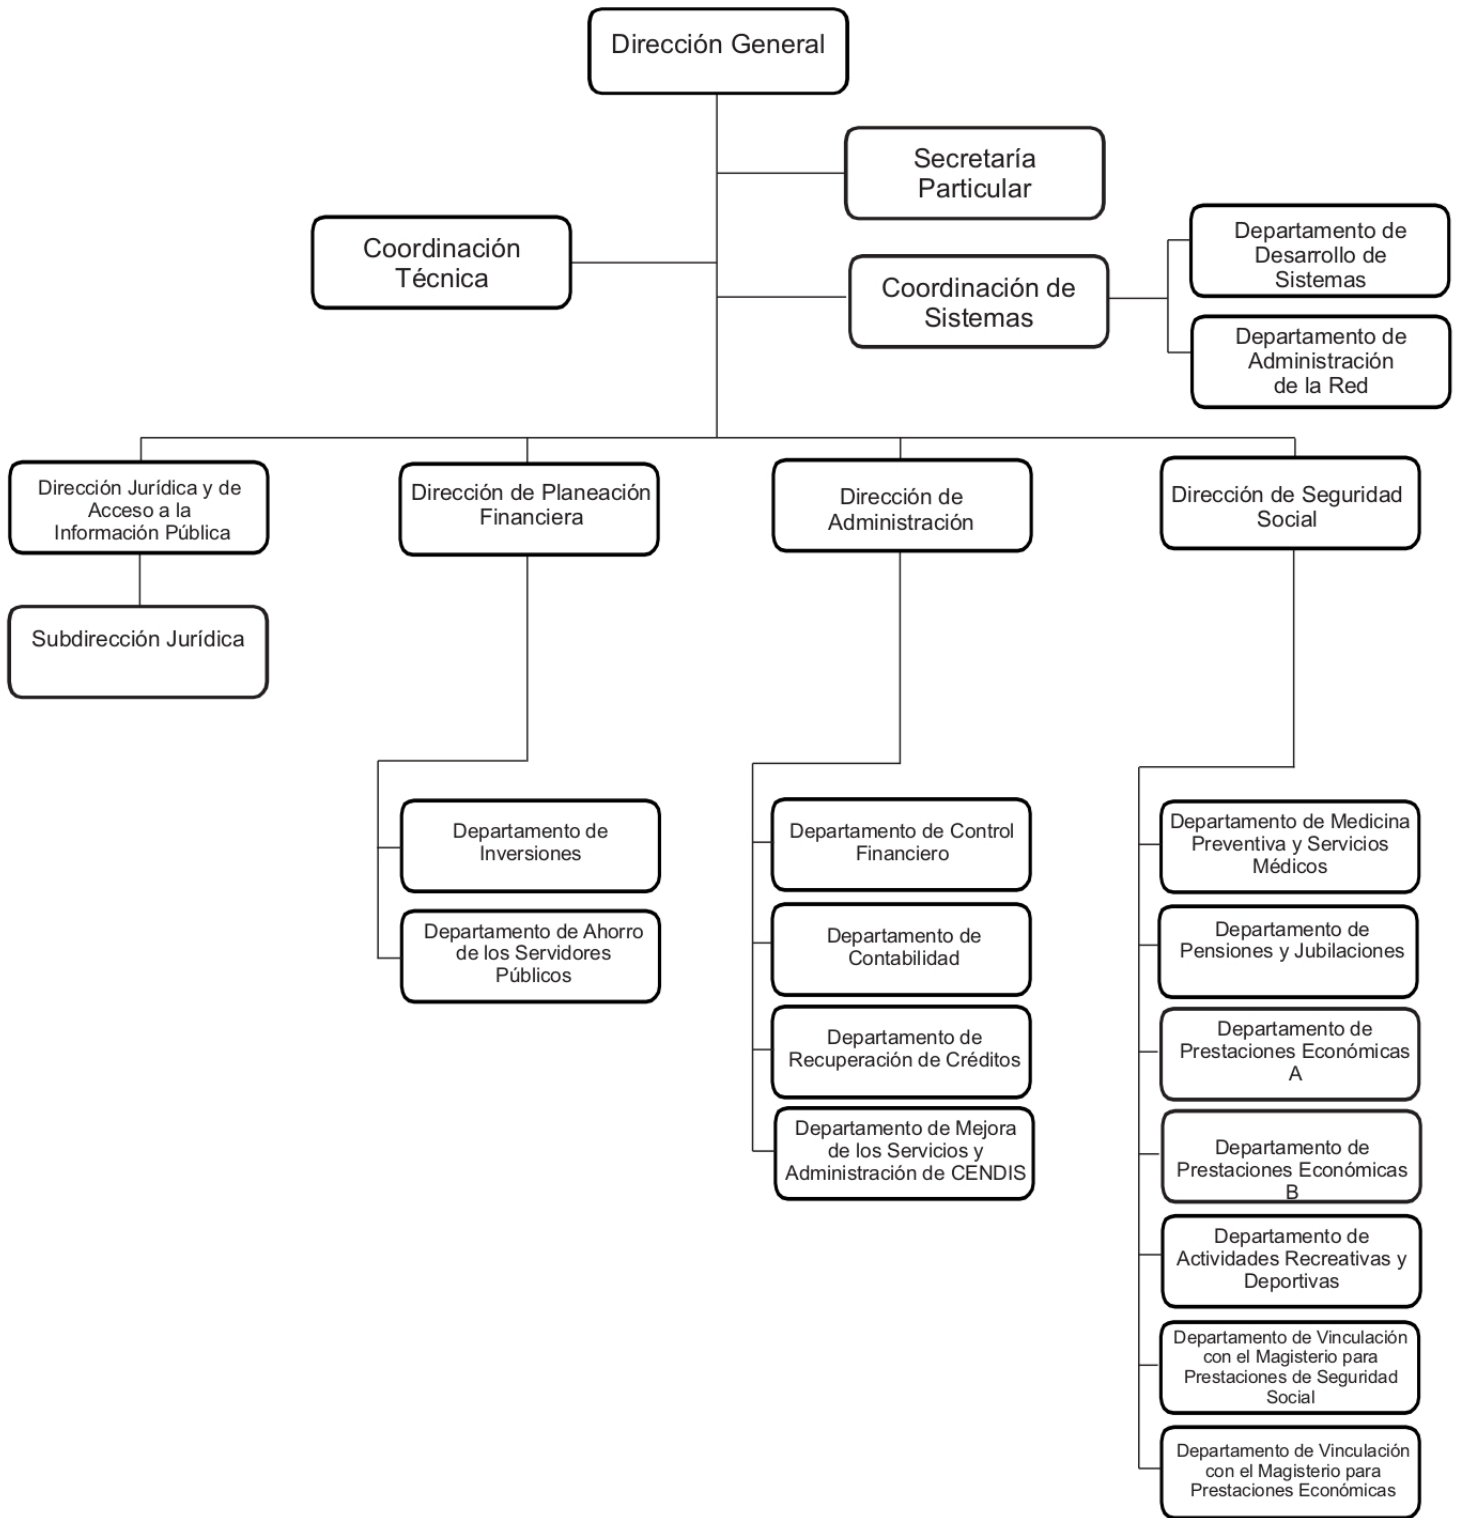 Dirección General
Secretaría
Particular
Coordinación
Técnica
Coordinación de
Sistemas
Departamento de
Desarrollo de
Sistemas
Departamento de
Administración
de la Red
Dirección Jurídica y de
Acceso a la
Información Pública
Dirección de Planeación
Financiera
Dirección de
Administración
Dirección de Seguridad
Social
Subdirección Jurídica
Departamento de
Inversiones
Departamento de Ahorro
de los Servidores
Públicos
Departamento de Control
Financiero
Departamento de
Contabilidad
Departamento de
Recuperación de Créditos
Departamento de Mejora
de los Servicios y
Administración de CENDIS
Departamento de Medicina
Preventiva y Servicios
Médicos
Departamento de
Pensiones y Jubilaciones
Departamento de
Prestaciones Económicas
A
Departamento de
Prestaciones Económicas
B
Departamento de
Actividades Recreativas y
Deportivas
Departamento de Vinculación
con el Magisterio para
Prestaciones de Seguridad
Social
Departamento de Vinculación
con el Magisterio para
Prestaciones Económicas